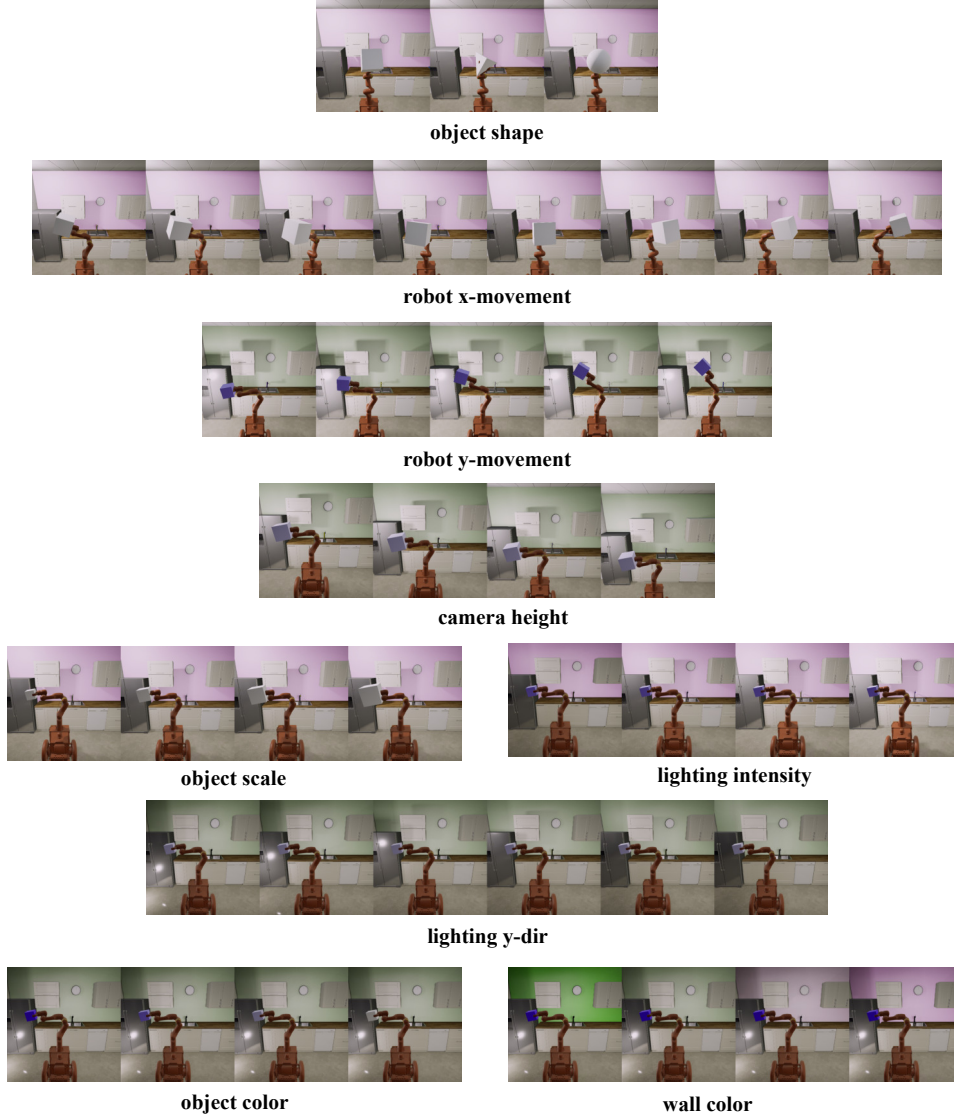 object shape
robot x-movement
robot y-movement
camera height
object scale
lighting intensity
lighting y-dir
object color
wall color